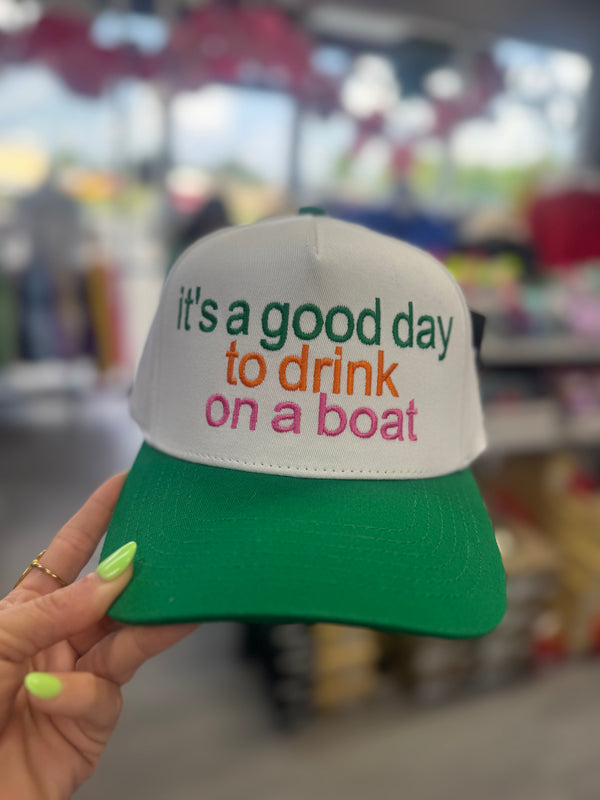 it's a good day
to drink
on a boat